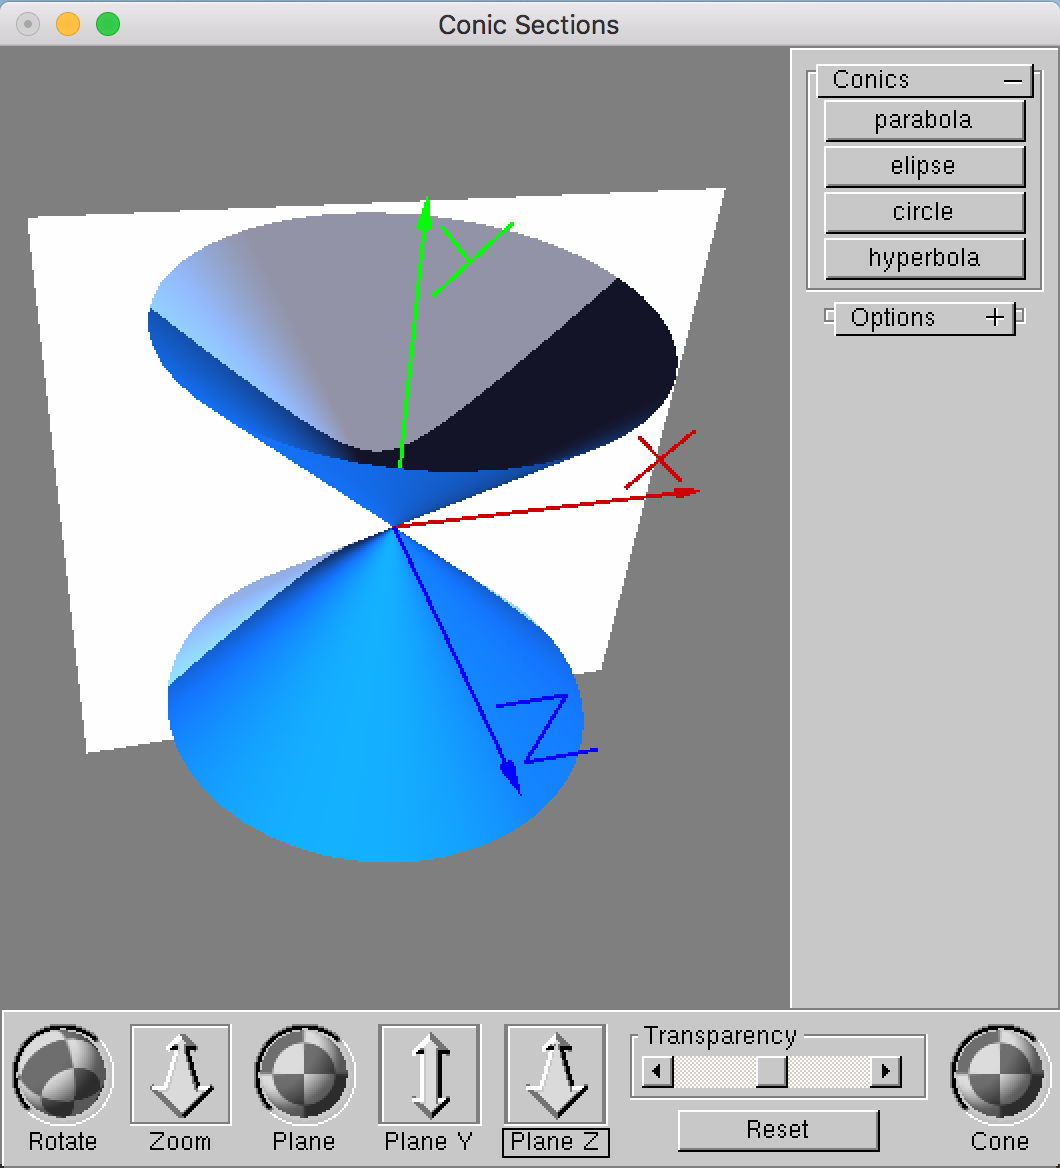 Conic Sections
Conics −
parabola
elipse
circle
hyperbola
Options +
Y
X
Z
Rotate
Zoom
Plane
Plane Y
Plane Z
Transparency
Reset
Cone